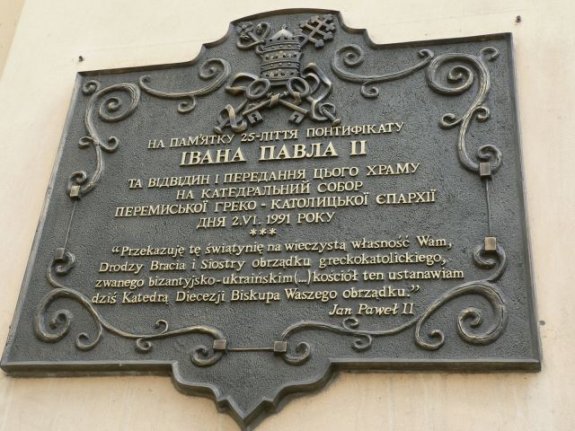 НА ПАМ'ЯТКУ 25-ЛІТТЯ ПОНТИФІКАТУ
ІВАНА ПАВЛА ІІ
ТА ВІДВІДИН І ПЕРЕДАННЯ ЦЬОГО ХРАМУ
НА КАТЕДРАЛЬНИЙ СОБОР
ПЕРЕМИСЬКОЇ ГРЕКО-КАТОЛИЦЬКОЇ ЄПАРХІЇ
ДНЯ 2.VI.1991 РОКУ
***
“Przekazuję tę świątynię na wieczystą własność Wam,
Drodzy Bracia i Siostry obrządku greckokatolickiego,
zwanego bizantyjsko-ukraińskim(...)kościół ten ustanawiam
dziś Katedrą Diecezji Biskupa Waszego obrządku.”
Jan Paweł II